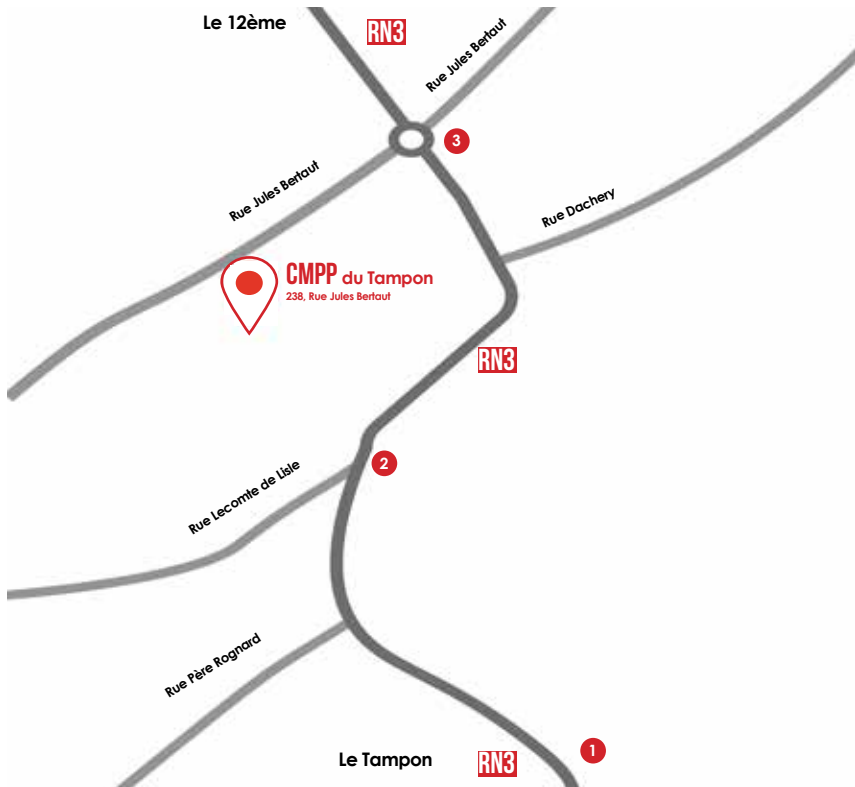 Le 12ème
RN3
Rue Jules Bertaut
3
Rue Jules Bertaut
Rue Dachery
CMPP du Tampon
238, Rue Jules Bertaut
RN3
2
Rue Lecomte de Lisle
Rue Père Rognard
1
Le Tampon
RN3